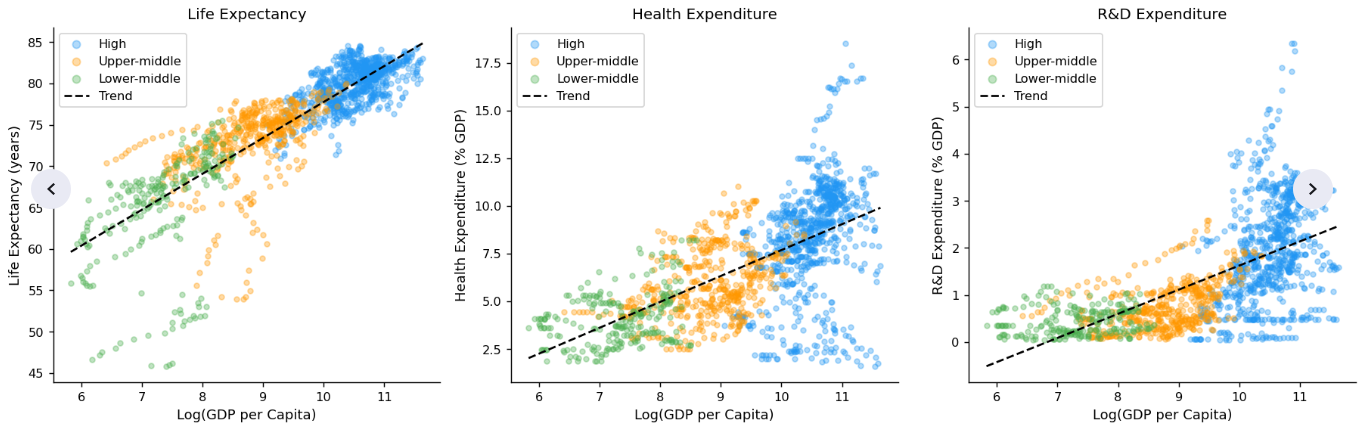 Life Expectancy
High
Upper-middle
Lower-middle
Trend
Life Expectancy (years)
85
80
75
70
65
60
55
50
45
6 7 8 9 10 11
Log(GDP per Capita)
Health Expenditure
High
Upper-middle
Lower-middle
Trend
Health Expenditure (% GDP)
17.5
15.0
12.5
10.0
7.5
5.0
2.5
6 7 8 9 10 11
Log(GDP per Capita)
R&D Expenditure
High
Upper-middle
Lower-middle
Trend
R&D Expenditure (% GDP)
6
5
4
3
2
1
0
6 7 8 9 10 11
Log(GDP per Capita)